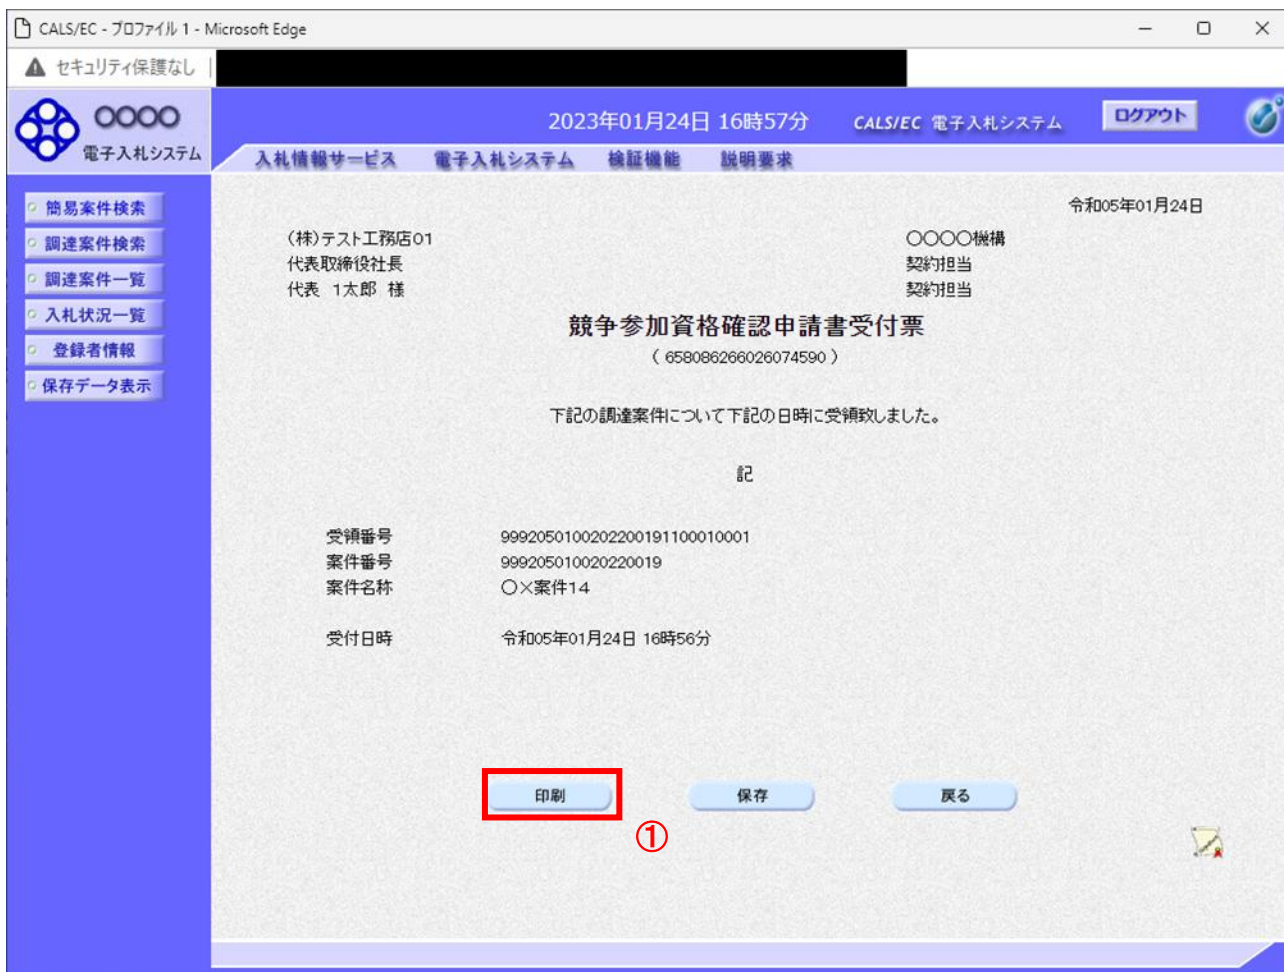 CALS/EC - プロファイル 1 - Microsoft Edge
セキュリティ保護なし
〇〇〇〇
電子入札システム
2023年01月24日 16時57分
CALS/EC 電子入札システム
ログアウト
入札情報サービス 電子入札システム 検証機能 説明要求
簡易案件検索
調達案件検索
調達案件一覧
入札状況一覧
登録者情報
保存データ表示
令和05年01月24日
(株)テスト工務店01
代表取締役社長
代表 1太郎 様
〇〇〇〇機構
契約担当
契約担当
競争参加資格確認申請書受付票
( 658086266026074590 )
下記の調達案件について下記の日時に受領致しました。
記
受領番号 99920501002022001911000​10001
案件番号 999205010020220019
案件名称 〇×案件14
受付日時 令和05年01月24日 16時56分
印刷 保存 戻る
①